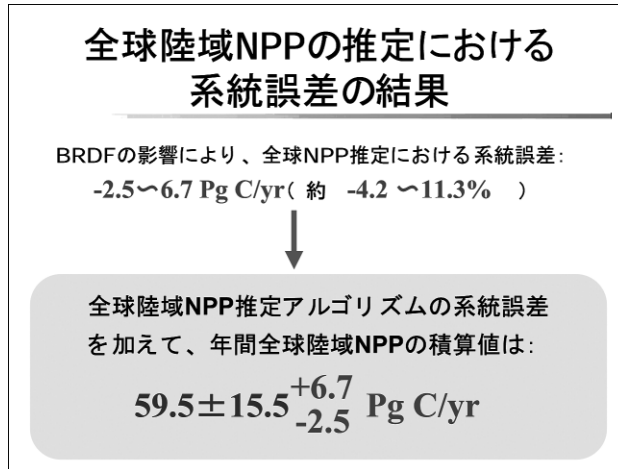 全球陸域NPPの推定における
系統誤差の結果
BRDFの影響により、全球NPP推定における系統誤差:
-2.5〜6.7 Pg C/yr( 約 -4.2 〜11.3% )
全球陸域NPP推定アルゴリズムの系統誤差
を加えて、年間全球陸域NPPの積算値は:
59.5±15.5 +6.7 -2.5 Pg C/yr